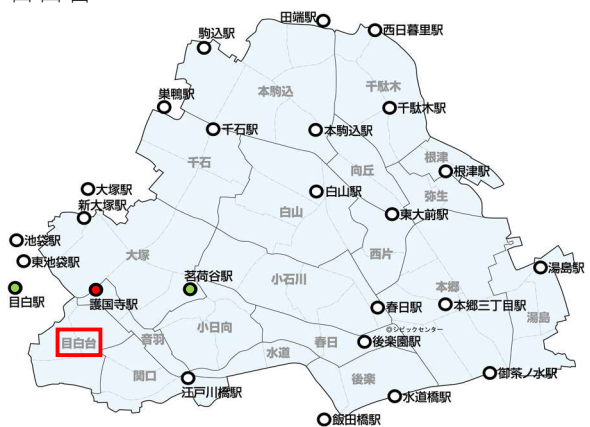 田端駅
西日暮里駅
駒込駅
千駄木
本駒込
巣鴨駅
千駄木駅
千石駅
本駒込駅
根津
千石
向丘
根津駅
大塚駅
白山駅
弥生
新大塚駅
白山
東大前駅
池袋駅
大塚
西片
東池袋駅
湯島駅
茗荷谷駅
小石川
目白駅
護国寺駅
本郷
春日駅
本郷三丁目駅
湯島
小日向
シビックセンター
目白台
音羽
春日
後楽園駅
水道
関口
後楽
御茶ノ水駅
江戸川橋駅
水道橋駅
飯田橋駅